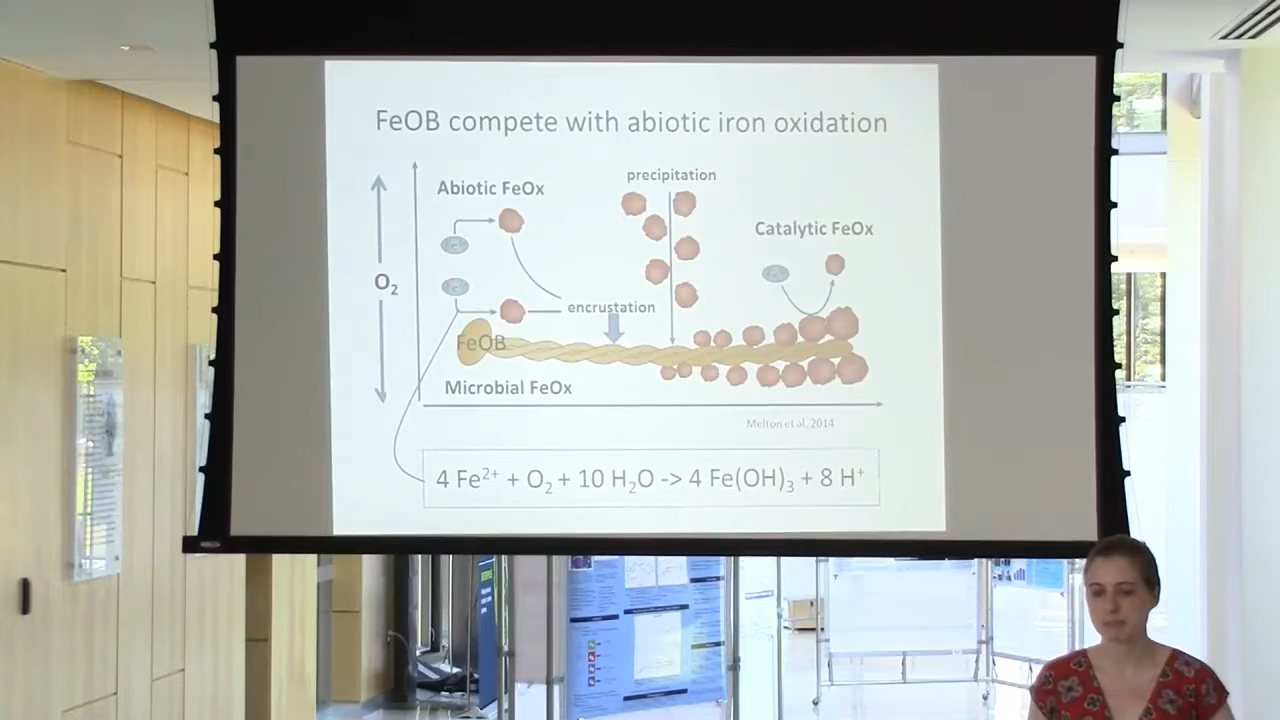 FeOB compete with abiotic iron oxidation
precipitation
Abiotic FeOx
Catalytic FeOx
O₂
encrustation
FeOB
Microbial FeOx
Melton et al, 2014
4 Fe²⁺ + O₂ + 10 H₂O -> 4 Fe(OH)₃ + 8 H⁺